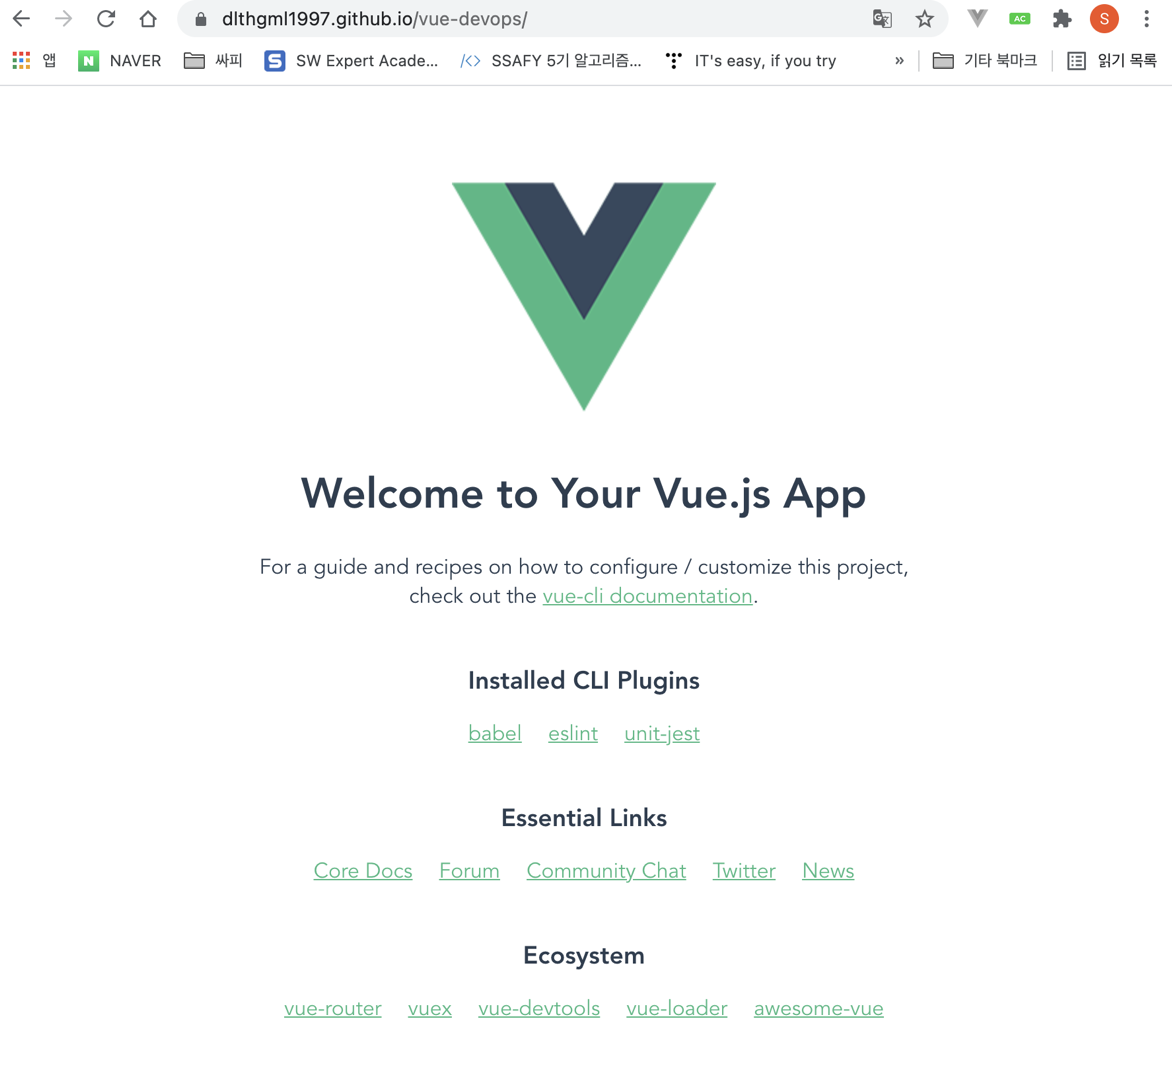 dlthgml1997.github.io/vue-devops/
AC
S
앱 N NAVER 싸피 S SW Expert Acade... /<> SSAFY 5기 알고리즘... IT's easy, if you try » 기타 북마크 읽기 목록
Welcome to Your Vue.js App
For a guide and recipes on how to configure / customize this project,
check out the vue-cli documentation.
Installed CLI Plugins
babel eslint unit-jest
Essential Links
Core Docs Forum Community Chat Twitter News
Ecosystem
vue-router vuex vue-devtools vue-loader awesome-vue